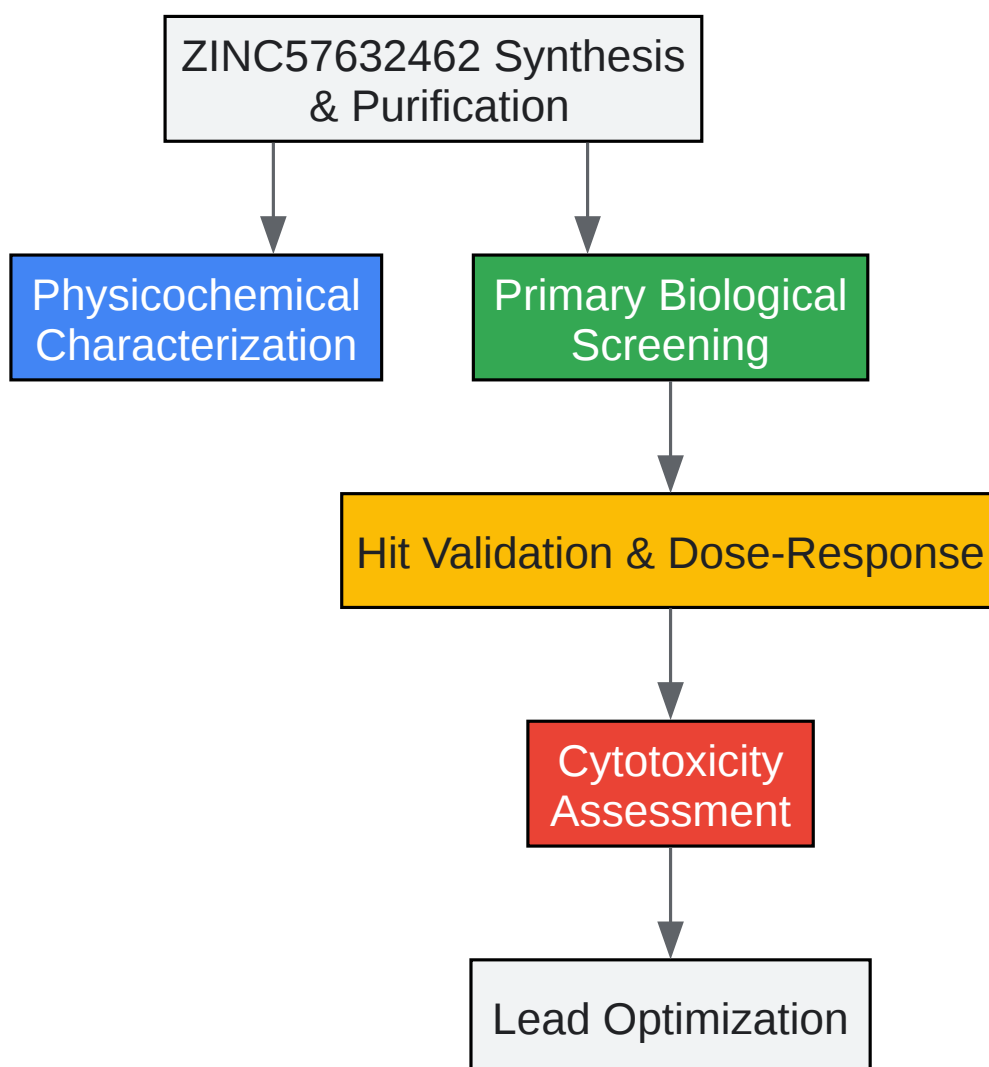 ZINC57632462 Synthesis
& Purification
Physicochemical
Characterization
Primary Biological
Screening
Hit Validation & Dose-Response
Cytotoxicity
Assessment
Lead Optimization